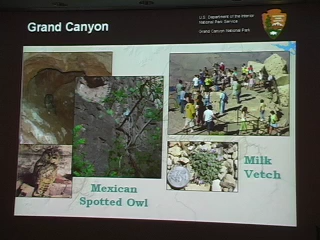 Grand Canyon
U.S. Department of the Interior
National Park Service
Grand Canyon National Park
Milk
Vetch
Mexican
Spotted Owl